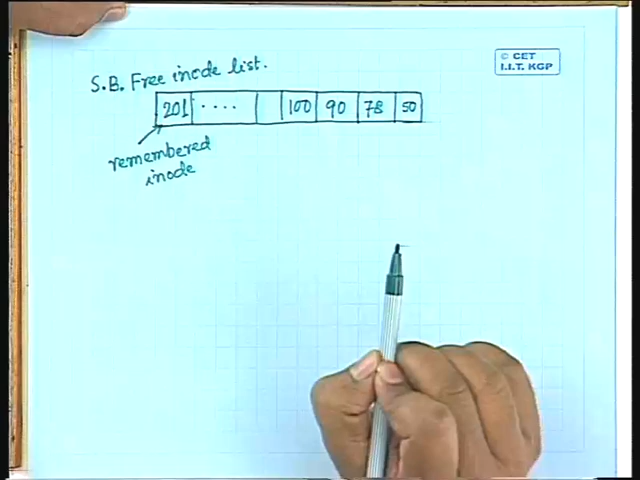 © CET
I.I.T. KGP
S.B. Free inode list.
201 .... 100 90 78 50
remembered
inode